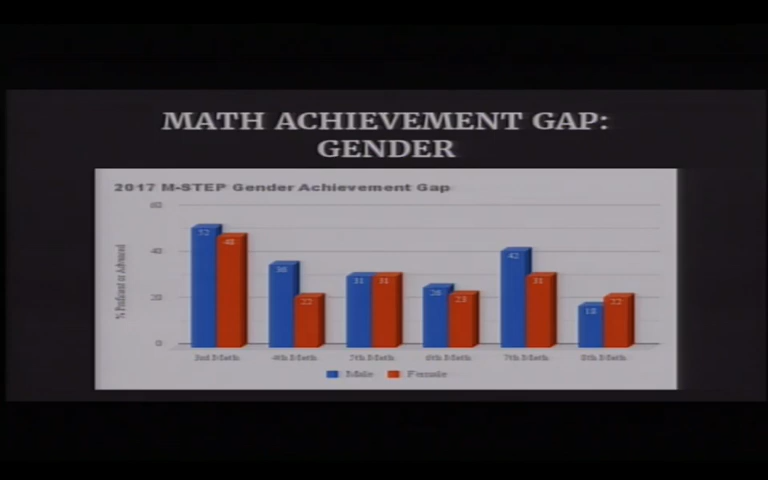 MATH ACHIEVEMENT GAP:
GENDER
2017 M-STEP Gender Achievement Gap
60
40
20
0
% Proficient or Advanced
52
48
36
22
31
31
26
23
42
31
18
22
3rd Math
4th Math
5th Math
6th Math
7th Math
8th Math
Male
Female